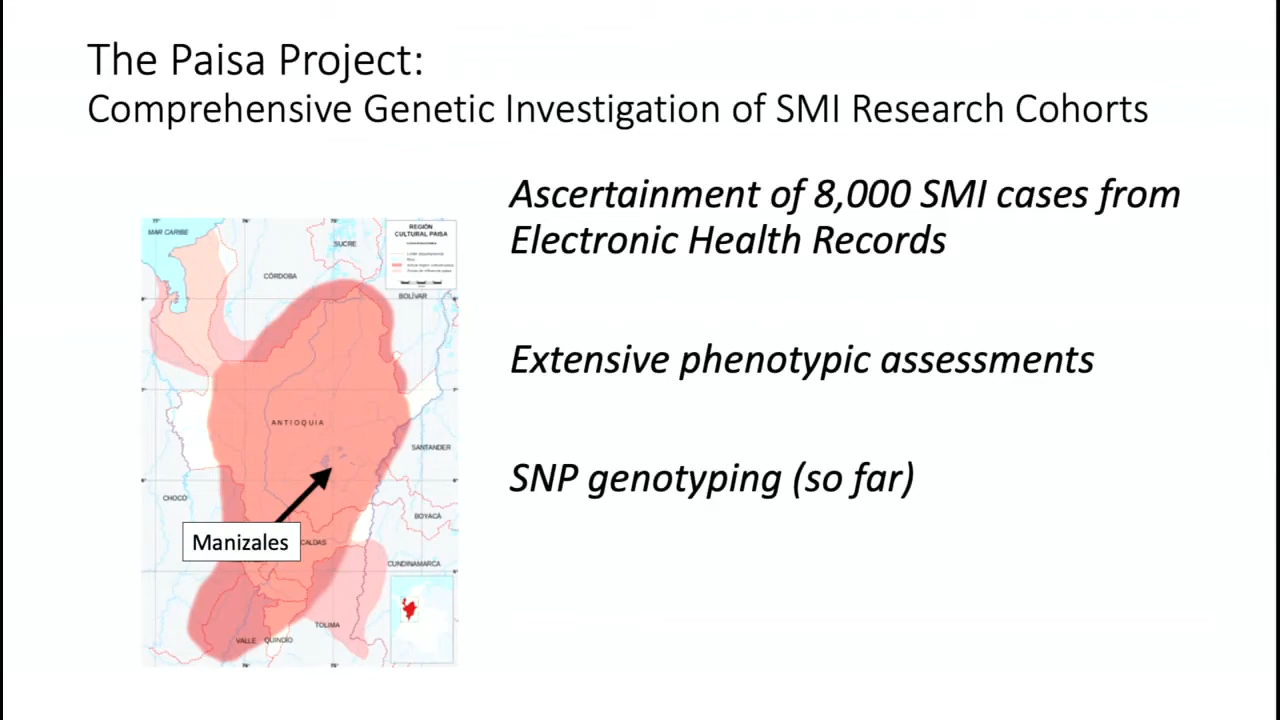 The Paisa Project:
Comprehensive Genetic Investigation of SMI Research Cohorts
Ascertainment of 8,000 SMI cases from
Electronic Health Records
Extensive phenotypic assessments
SNP genotyping (so far)
MAR CARIBE
SUCRE
REGIÓN
CULTURAL PAISA
CÓRDOBA
BOLÍVAR
ANTIOQUIA
SANTANDER
CHOCO
BOYACÁ
Manizales
CALDAS
CUNDINAMARCA
TOLIMA
VALLE
QUINDÍO